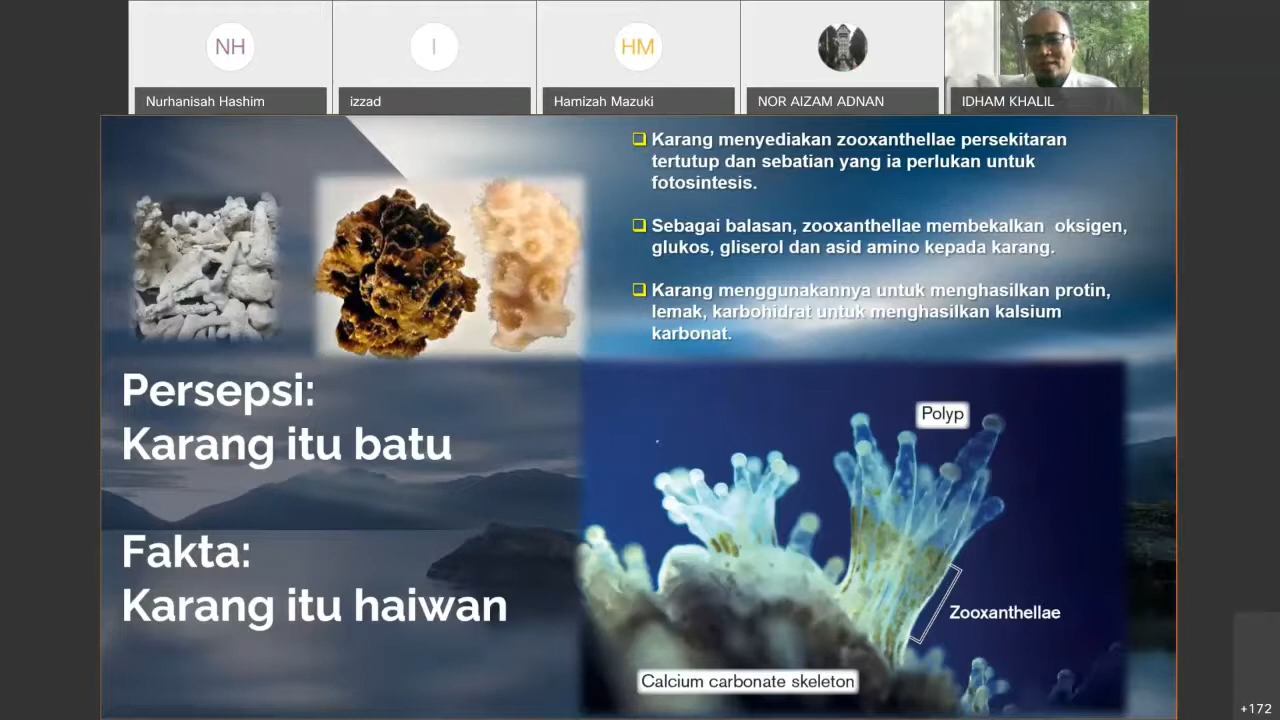 NH
I
HM
Nurhanisah Hashim
izzad
Hamizah Mazuki
NOR AIZAM ADNAN
IDHAM KHALIL
Karang menyediakan zooxanthellae persekitaran
tertutup dan sebatian yang ia perlukan untuk
fotosintesis.
Sebagai balasan, zooxanthellae membekalkan oksigen,
glukos, gliserol dan asid amino kepada karang.
Karang menggunakannya untuk menghasilkan protin,
lemak, karbohidrat untuk menghasilkan kalsium
karbonat.
Persepsi:
Karang itu batu
Fakta:
Karang itu haiwan
Polyp
Zooxanthellae
Calcium carbonate skeleton
+172